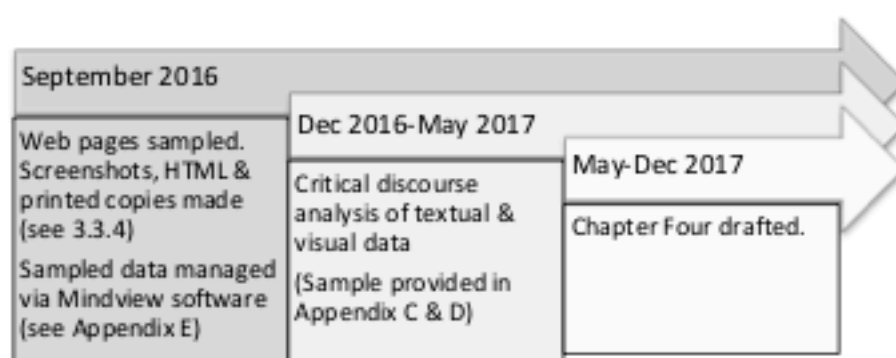 September 2016
Web pages sampled.
Screenshots, HTML &
printed copies made
(see 3.3.4)
Sampled data managed
via Mindview software
(see Appendix E)
Dec 2016-May 2017
Critical discourse
analysis of textual &
visual data
(Sample provided in
Appendix C & D)
May-Dec 2017
Chapter Four drafted.